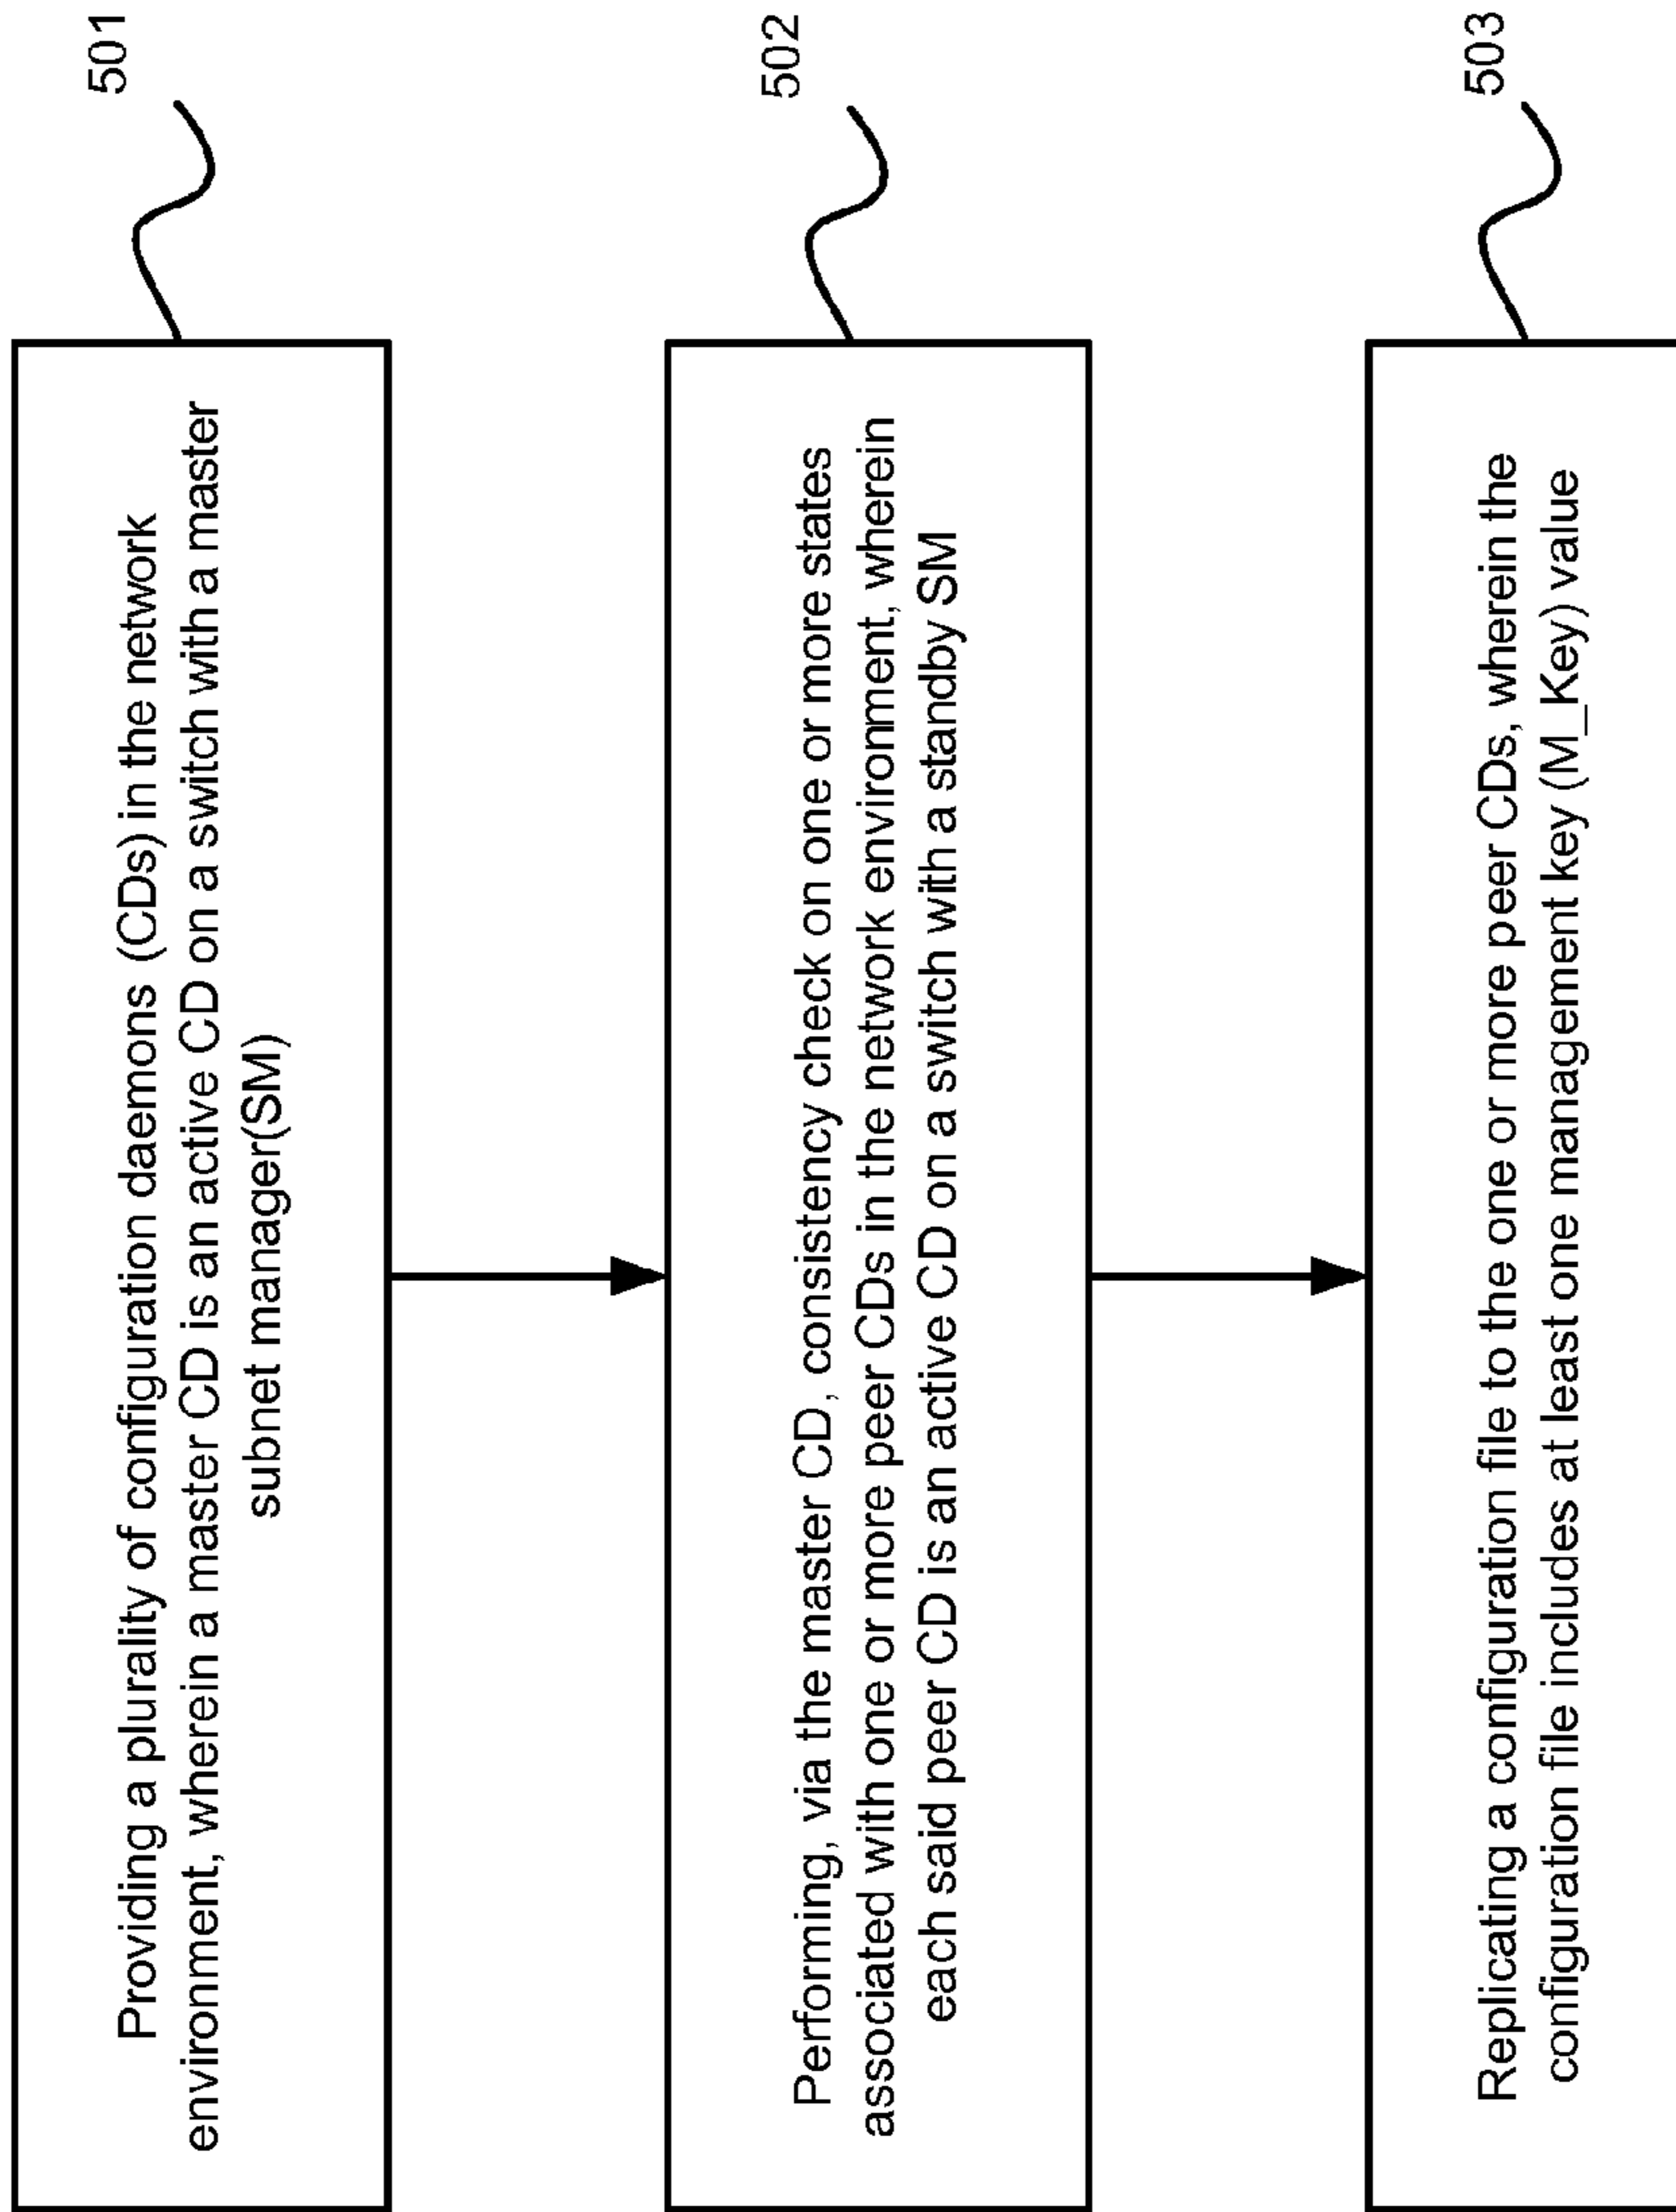 501
Providing a plurality of configuration daemons (CDs) in the network
environment, wherein a master CD is an active CD on a switch with a master
subnet manager(SM)
502
Performing, via the master CD, consistency check on one or more states
associated with one or more peer CDs in the network environment, wherein
each said peer CD is an active CD on a switch with a standby SM
503
Replicating a configuration file to the one or more peer CDs, wherein the
configuration file includes at least one management key (M_Key) value